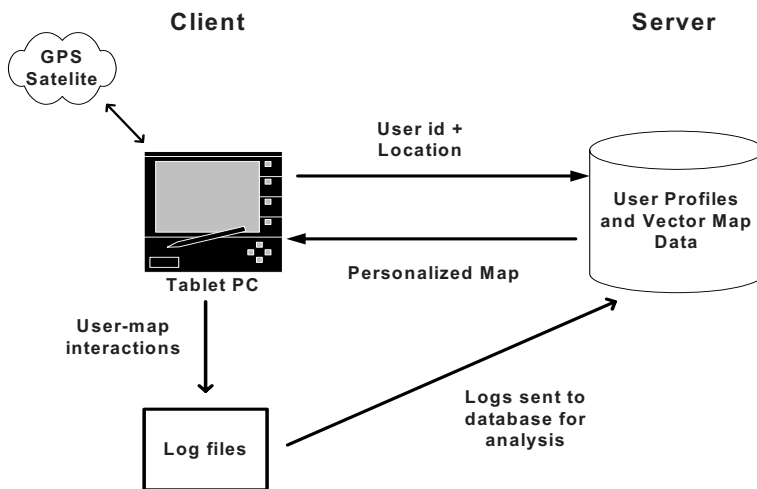 Client
Server
GPS
Satelite
User id +
Location
User Profiles
and Vector Map
Data
Personalized Map
Tablet PC
User-map
interactions
Logs sent to
database for
analysis
Log files